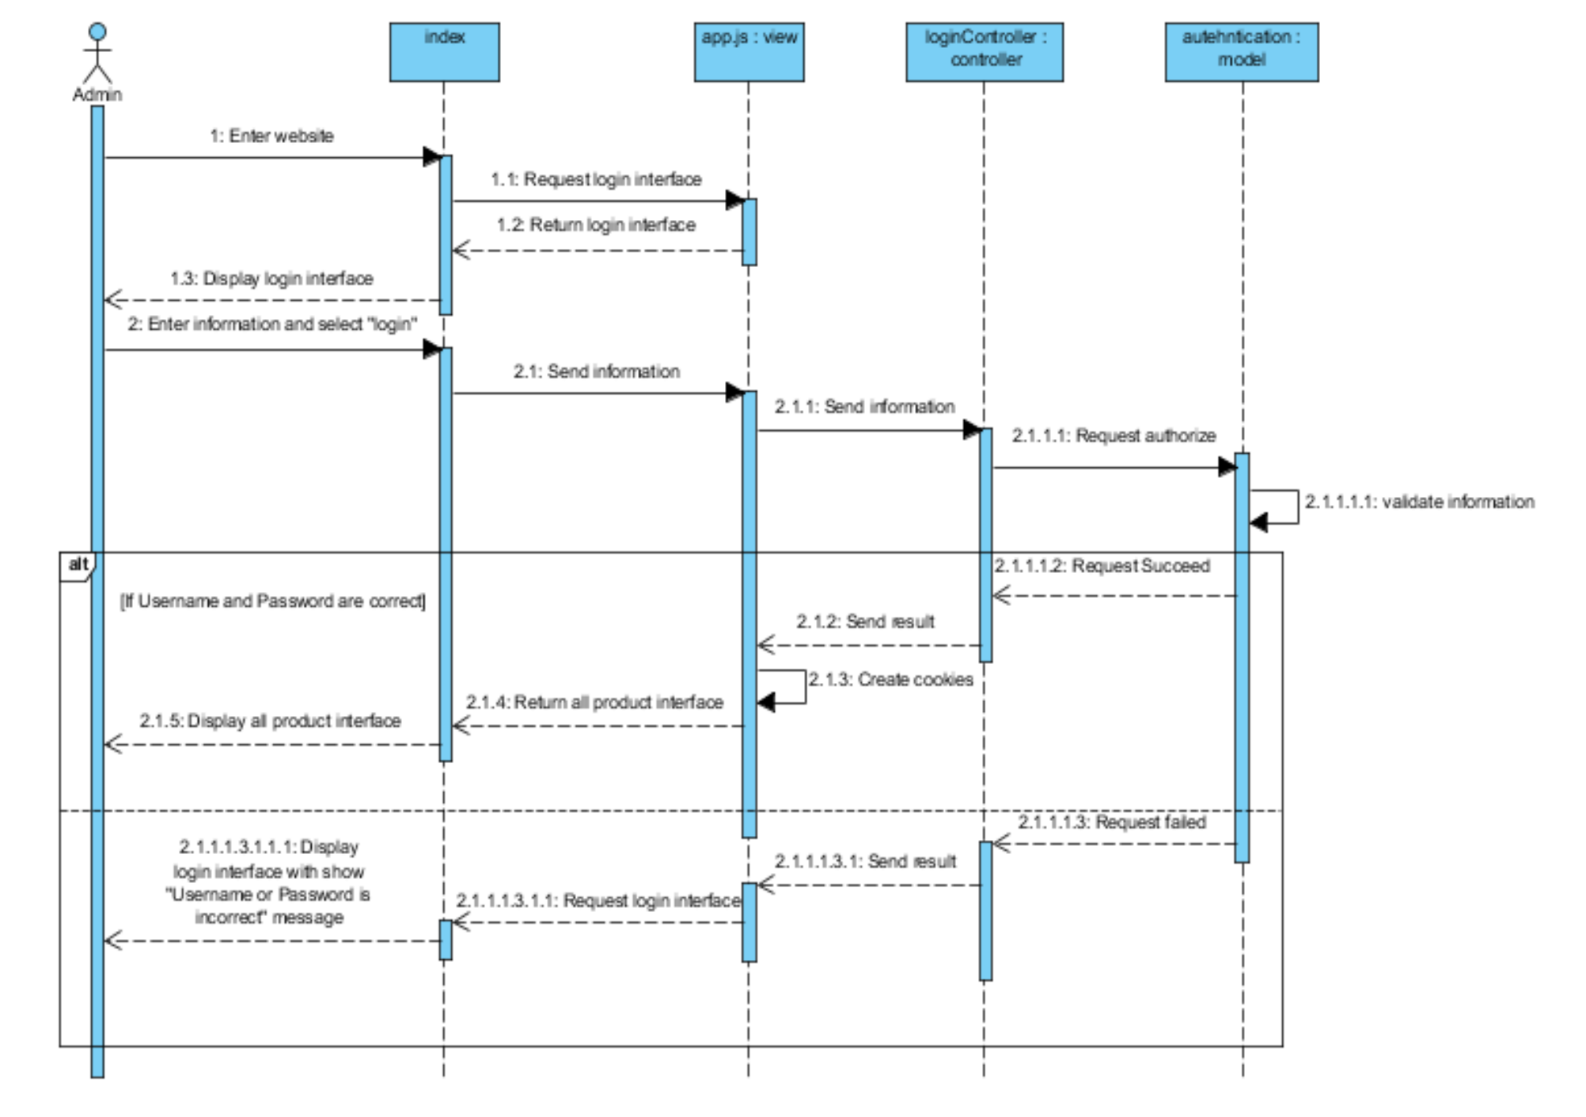 Admin
index
app.js : view
loginController :
controller
autehntication :
model
1: Enter website
1.1: Request login interface
1.2: Return login interface
1.3: Display login interface
2: Enter information and select "login"
2.1: Send information
2.1.1: Send information
2.1.1.1: Request authorize
2.1.1.1.1: validate information
alt
2.1.1.1.2: Request Succeed
[If Username and Password are correct]
2.1.2: Send result
2.1.3: Create cookies
2.1.4: Return all product interface
2.1.5: Display all product interface
2.1.1.1.3: Request failed
2.1.1.1.3.1: Send result
2.1.1.1.3.1.1: Request login interface
2.1.1.1.3.1.1.1: Display
login interface with show
"Username or Password is
incorrect" message